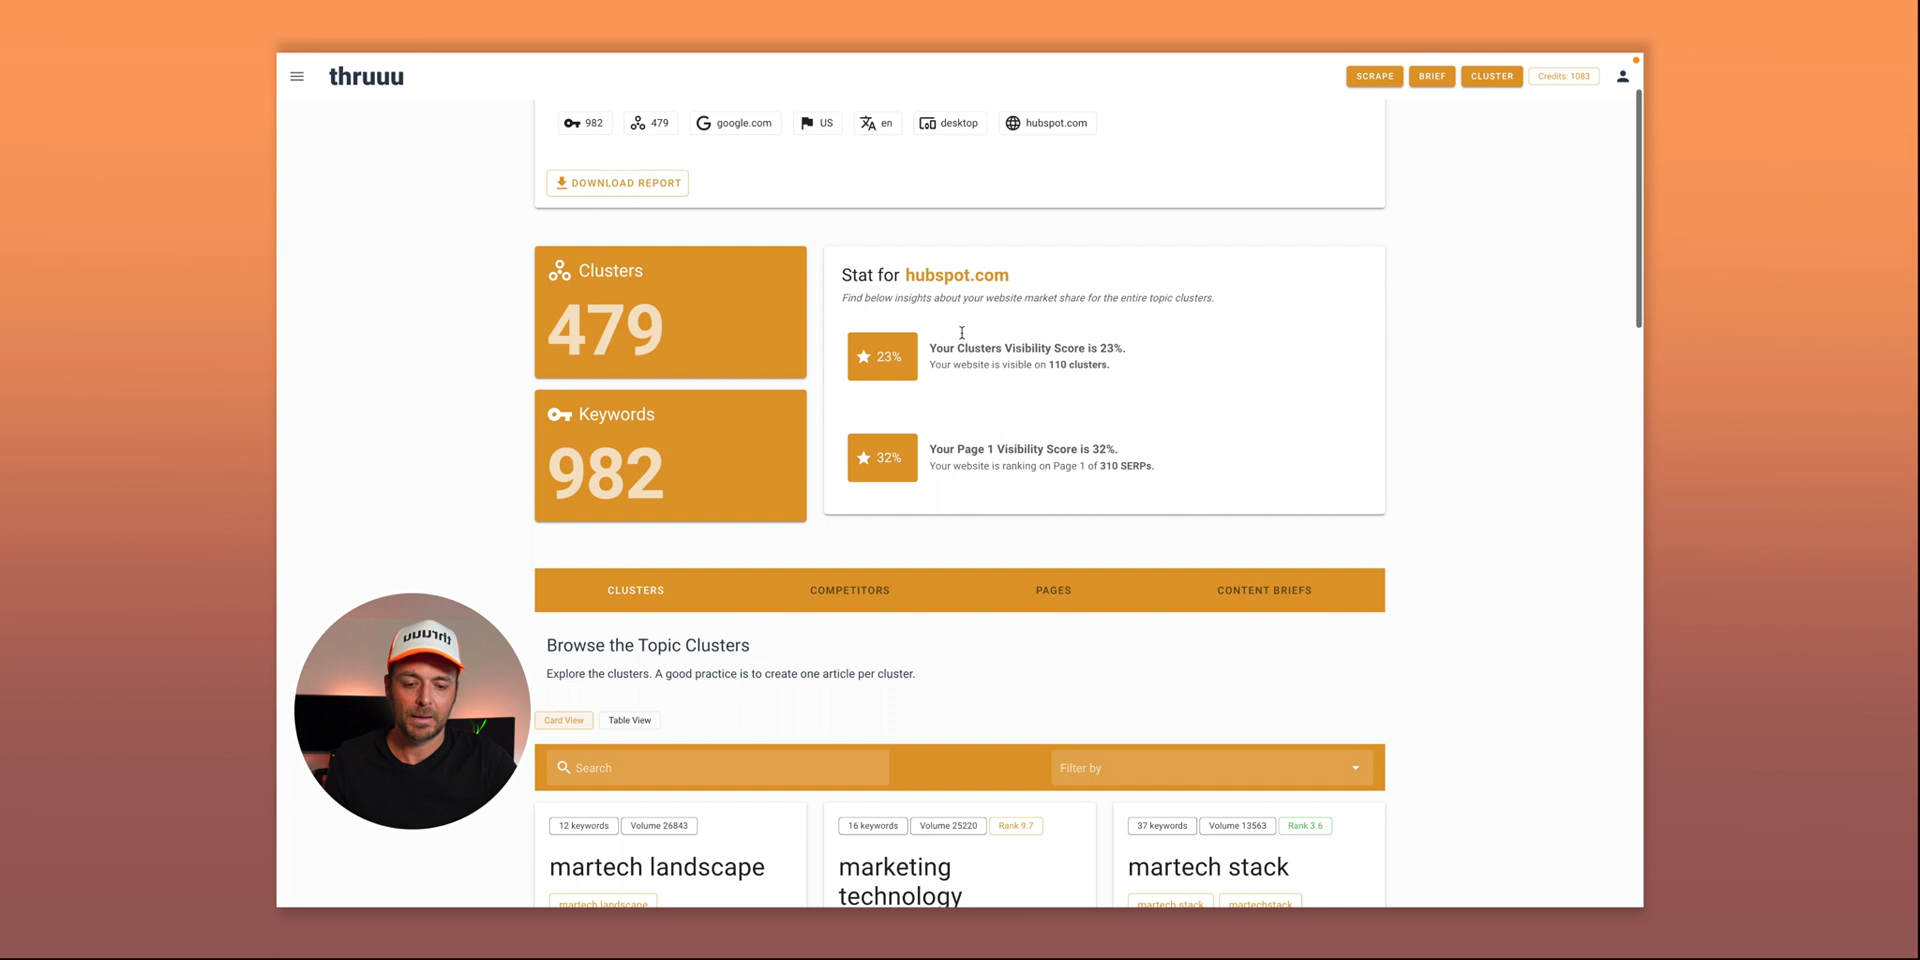 thruuu
SCRAPE
BRIEF
CLUSTER
Credits: 1083
982
479
google.com
US
en
desktop
hubspot.com
DOWNLOAD REPORT
Clusters
479
Keywords
982
Stat for hubspot.com
Find below insights about your website market share for the entire topic clusters.
23%
Your Clusters Visibility Score is 23%.
Your website is visible on 110 clusters.
32%
Your Page 1 Visibility Score is 32%.
Your website is ranking on Page 1 of 310 SERPs.
CLUSTERS
COMPETITORS
PAGES
CONTENT BRIEFS
thruuu
Browse the Topic Clusters
Explore the clusters. A good practice is to create one article per cluster.
Card View
Table View
Search
Filter by
12 keywords
Volume 26843
martech landscape
martech landscape
16 keywords
Volume 25220
Rank 9.7
marketing
technology
37 keywords
Volume 13563
Rank 3.6
martech stack
martech stack
martechstack